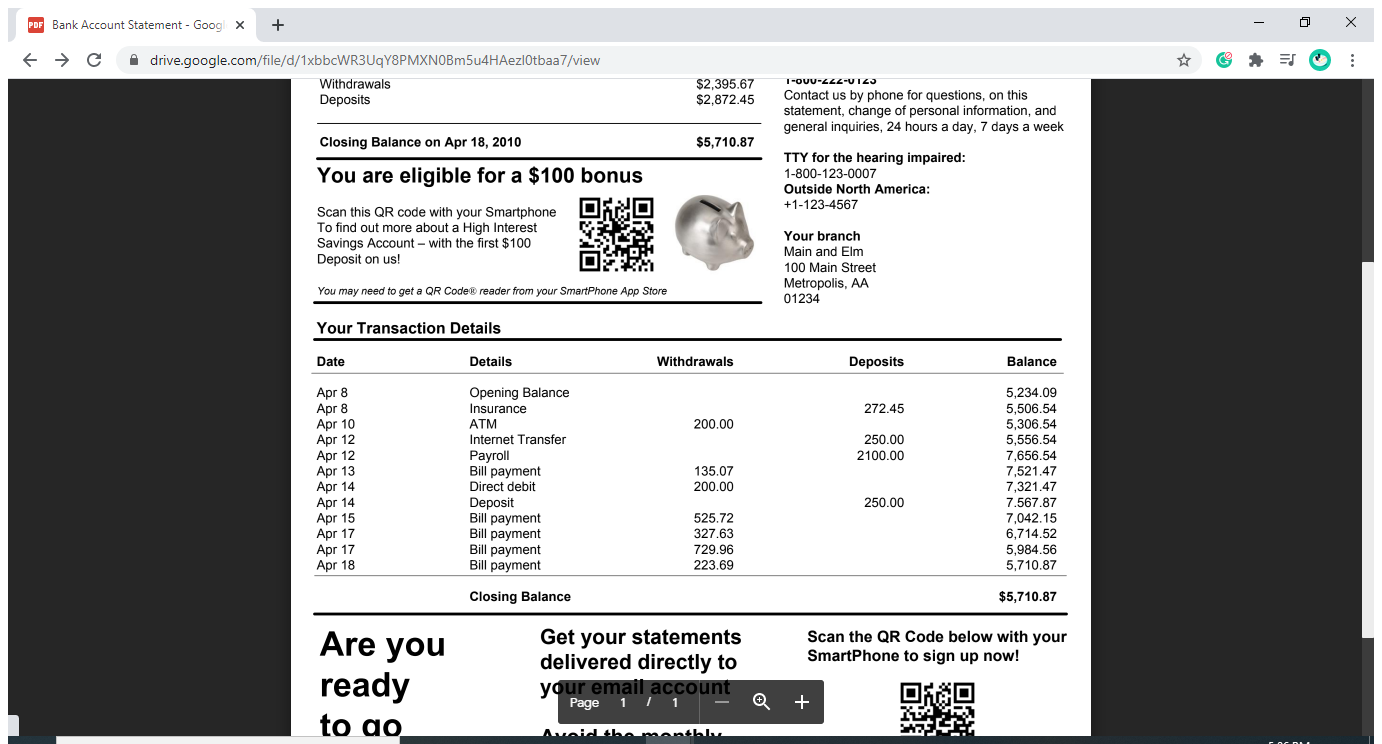 Bank Account Statement - Googl
drive.google.com/file/d/1xbbcWR3UqY8PMXN0Bm5u4HAezI0tbaa7/view
Withdrawals $2,395.67
Deposits $2,872.45
Closing Balance on Apr 18, 2010 $5,710.87
You are eligible for a $100 bonus
Scan this QR code with your Smartphone
To find out more about a High Interest
Savings Account – with the first $100
Deposit on us!
You may need to get a QR Code® reader from your SmartPhone App Store
1-800-222-0123
Contact us by phone for questions, on this
statement, change of personal information, and
general inquiries, 24 hours a day, 7 days a week
TTY for the hearing impaired:
1-800-123-0007
Outside North America:
+1-123-4567
Your branch
Main and Elm
100 Main Street
Metropolis, AA
01234
Your Transaction Details
Date Details Withdrawals Deposits Balance
Apr 8 Opening Balance 5,234.09
Apr 8 Insurance 272.45 5,506.54
Apr 10 ATM 200.00 5,306.54
Apr 12 Internet Transfer 250.00 5,556.54
Apr 12 Payroll 2100.00 7,656.54
Apr 13 Bill payment 135.07 7,521.47
Apr 14 Direct debit 200.00 7,321.47
Apr 14 Deposit 250.00 7.567.87
Apr 15 Bill payment 525.72 7,042.15
Apr 17 Bill payment 327.63 6,714.52
Apr 17 Bill payment 729.96 5,984.56
Apr 18 Bill payment 223.69 5,710.87
Closing Balance $5,710.87
Are you
ready
to go
Get your statements
delivered directly to
your email account
Avoid the monthly
Scan the QR Code below with your
SmartPhone to sign up now!
Page 1 / 1